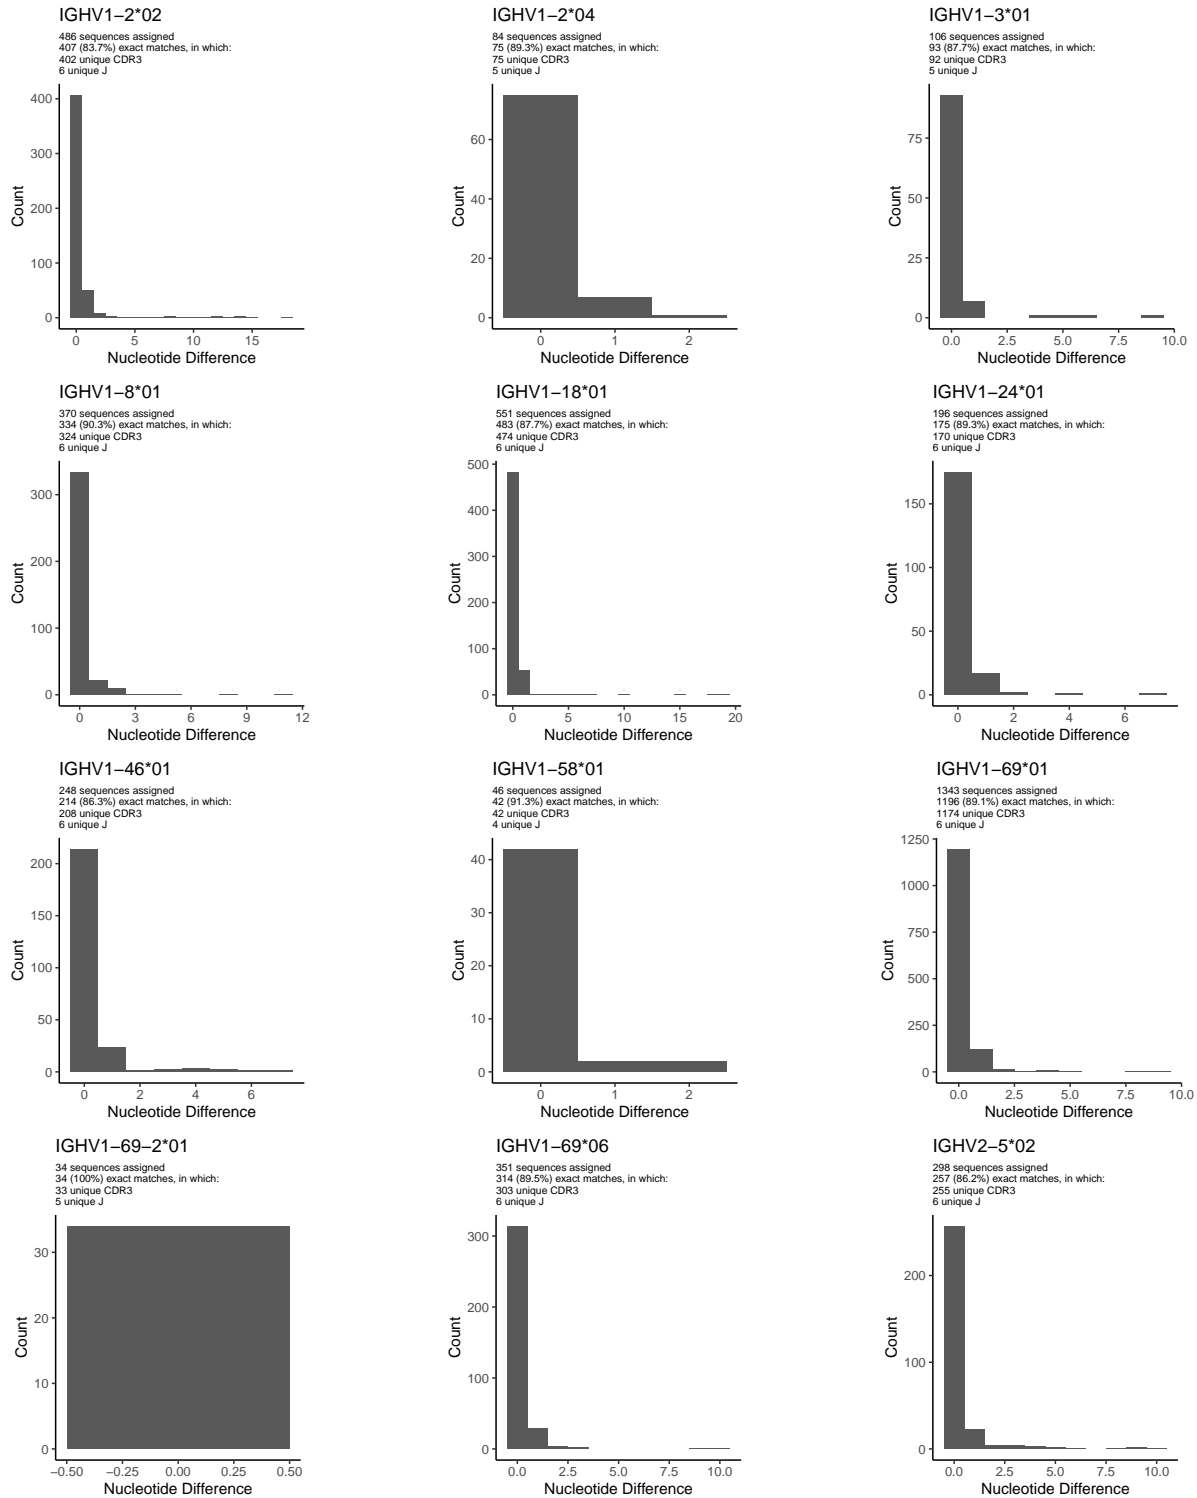 IGHV1−2*02
486 sequences assigned
407 (83.7%) exact matches, in which:
402 unique CDR3
6 unique J
400
300
200
100
0
Count
0 5 10 15
Nucleotide Difference
IGHV1−2*04
84 sequences assigned
75 (89.3%) exact matches, in which:
75 unique CDR3
5 unique J
60
40
20
0
Count
0 1 2
Nucleotide Difference
IGHV1−3*01
106 sequences assigned
93 (87.7%) exact matches, in which:
92 unique CDR3
5 unique J
75
50
25
0
Count
0.0 2.5 5.0 7.5 10.0
Nucleotide Difference
IGHV1−8*01
370 sequences assigned
334 (90.3%) exact matches, in which:
324 unique CDR3
6 unique J
300
200
100
0
Count
0 3 6 9 12
Nucleotide Difference
IGHV1−18*01
551 sequences assigned
483 (87.7%) exact matches, in which:
474 unique CDR3
6 unique J
500
400
300
200
100
0
Count
0 5 10 15 20
Nucleotide Difference
IGHV1−24*01
196 sequences assigned
175 (89.3%) exact matches, in which:
170 unique CDR3
6 unique J
150
100
50
0
Count
0 2 4 6
Nucleotide Difference
IGHV1−46*01
248 sequences assigned
214 (86.3%) exact matches, in which:
208 unique CDR3
6 unique J
200
150
100
50
0
Count
0 2 4 6
Nucleotide Difference
IGHV1−58*01
46 sequences assigned
42 (91.3%) exact matches, in which:
42 unique CDR3
4 unique J
40
30
20
10
0
Count
0 1 2
Nucleotide Difference
IGHV1−69*01
1343 sequences assigned
1196 (89.1%) exact matches, in which:
1174 unique CDR3
6 unique J
1250
1000
750
500
250
0
Count
0.0 2.5 5.0 7.5 10.0
Nucleotide Difference
IGHV1−69−2*01
34 sequences assigned
34 (100%) exact matches, in which:
33 unique CDR3
5 unique J
30
20
10
0
Count
−0.50 −0.25 0.00 0.25 0.50
Nucleotide Difference
IGHV1−69*06
351 sequences assigned
314 (89.5%) exact matches, in which:
303 unique CDR3
6 unique J
300
200
100
0
Count
0.0 2.5 5.0 7.5 10.0
Nucleotide Difference
IGHV2−5*02
298 sequences assigned
257 (86.2%) exact matches, in which:
255 unique CDR3
6 unique J
200
100
0
Count
0.0 2.5 5.0 7.5 10.0
Nucleotide Difference